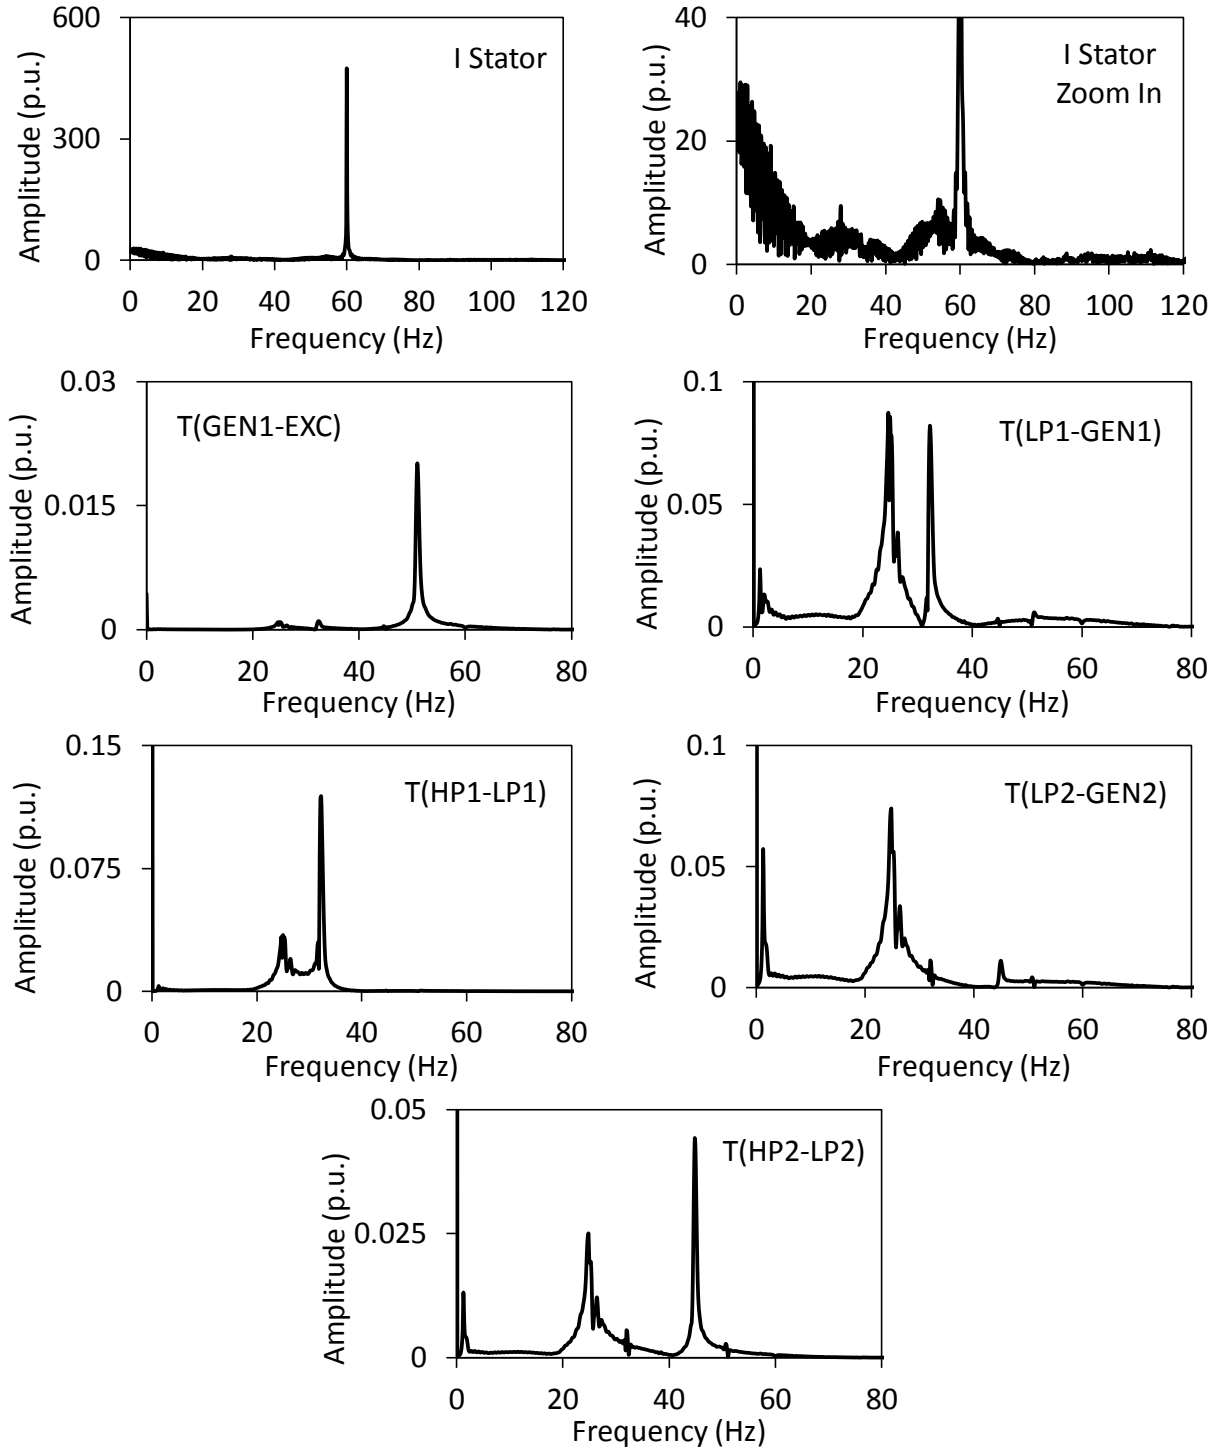 600
300
0
Amplitude (p.u.)
I Stator
0 20 40 60 80 100 120
Frequency (Hz)
40
20
0
Amplitude (p.u.)
I Stator
Zoom In
0 20 40 60 80 100 120
Frequency (Hz)
0.03
0.015
0
Amplitude (p.u.)
T(GEN1-EXC)
0 20 40 60 80
Frequency (Hz)
0.1
0.05
0
Amplitude (p.u.)
T(LP1-GEN1)
0 20 40 60 80
Frequency (Hz)
0.15
0.075
0
Amplitude (p.u.)
T(HP1-LP1)
0 20 40 60 80
Frequency (Hz)
0.1
0.05
0
Amplitude (p.u.)
T(LP2-GEN2)
0 20 40 60 80
Frequency (Hz)
0.05
0.025
0
Amplitude (p.u.)
T(HP2-LP2)
0 20 40 60 80
Frequency (Hz)